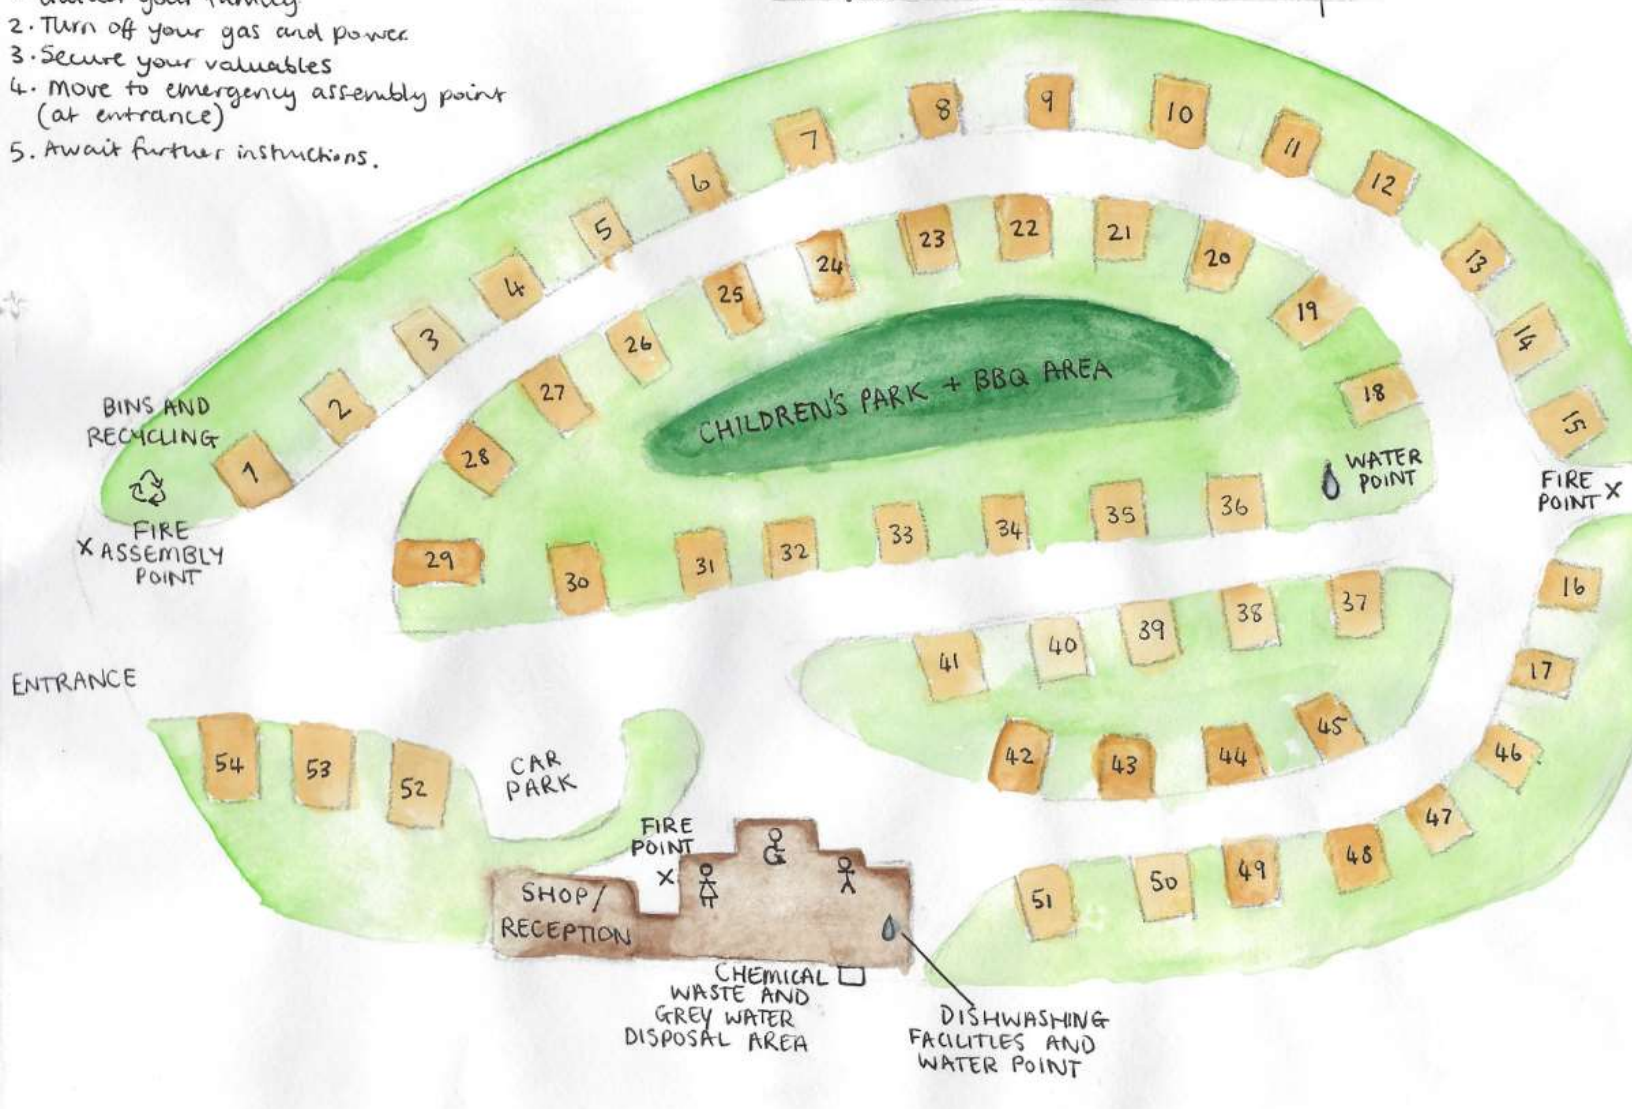 your family
2. Turn off your gas and power
3. Secure your valuables
4. Move to emergency assembly point
(at entrance)
5. Await further instructions.
8
9
10
7
11
6
12
5
23
22
21
20
13
4
24
25
19
14
3
26
27
CHILDREN'S PARK + BBQ AREA
18
BINS AND
RECYCLING
2
15
1
28
WATER
POINT
FIRE
POINT X
FIRE
X ASSEMBLY
POINT
29
30
31
32
33
34
35
36
16
41
40
39
38
37
17
ENTRANCE
54
53
52
CAR
PARK
42
43
44
45
46
47
FIRE
POINT
X
48
49
50
51
SHOP/
RECEPTION
CHEMICAL
WASTE AND
GREY WATER
DISPOSAL AREA
DISHWASHING
FACILITIES AND
WATER POINT